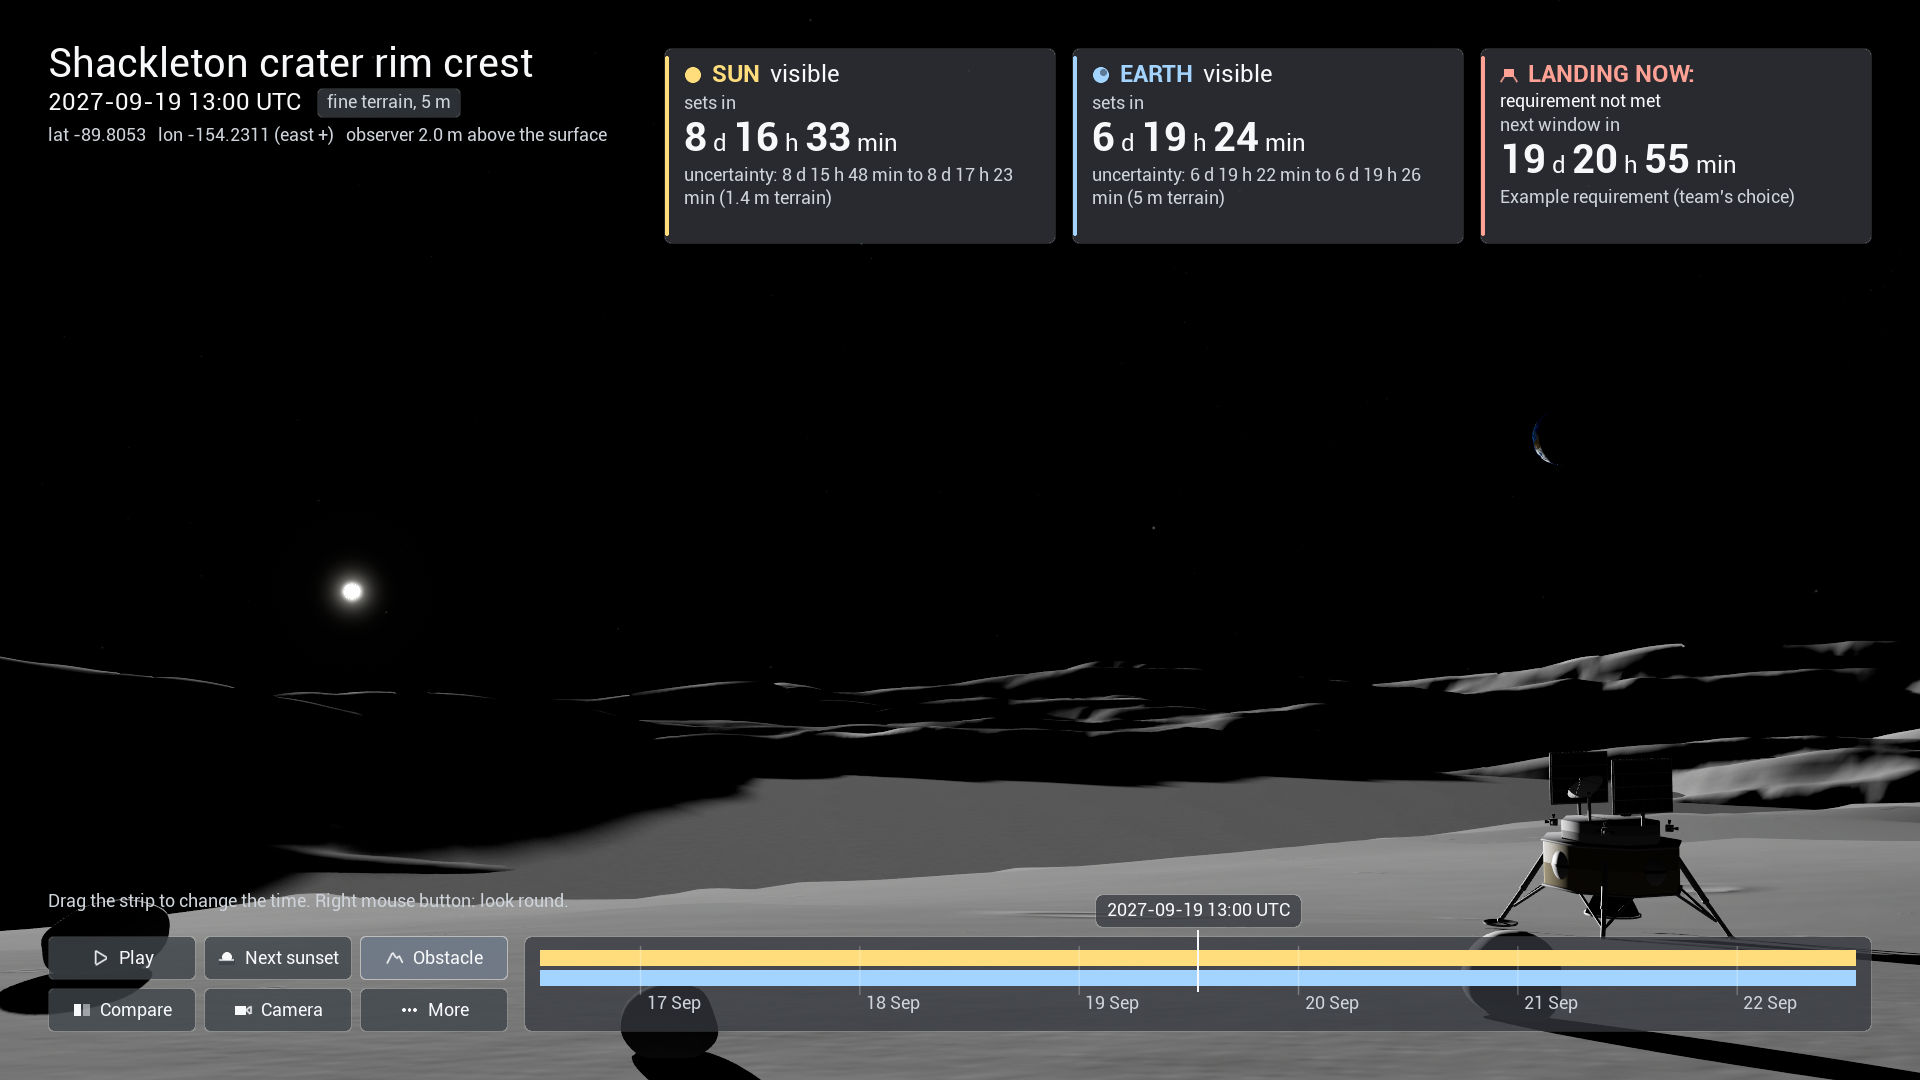 Shackleton crater rim crest
2027-09-19 13:00 UTC fine terrain, 5 m
lat -89.8053 lon -154.2311 (east +) observer 2.0 m above the surface
SUN visible
sets in
8 d 16 h 33 min
uncertainty: 8 d 15 h 48 min to 8 d 17 h 23
min (1.4 m terrain)
EARTH visible
sets in
6 d 19 h 24 min
uncertainty: 6 d 19 h 22 min to 6 d 19 h 26
min (5 m terrain)
LANDING NOW:
requirement not met
next window in
19 d 20 h 55 min
Example requirement (team's choice)
Drag the strip to change the time. Right mouse button: look round.
Play Next sunset Obstacle
Compare Camera More
2027-09-19 13:00 UTC
17 Sep 18 Sep 19 Sep 20 Sep 21 Sep 22 Sep